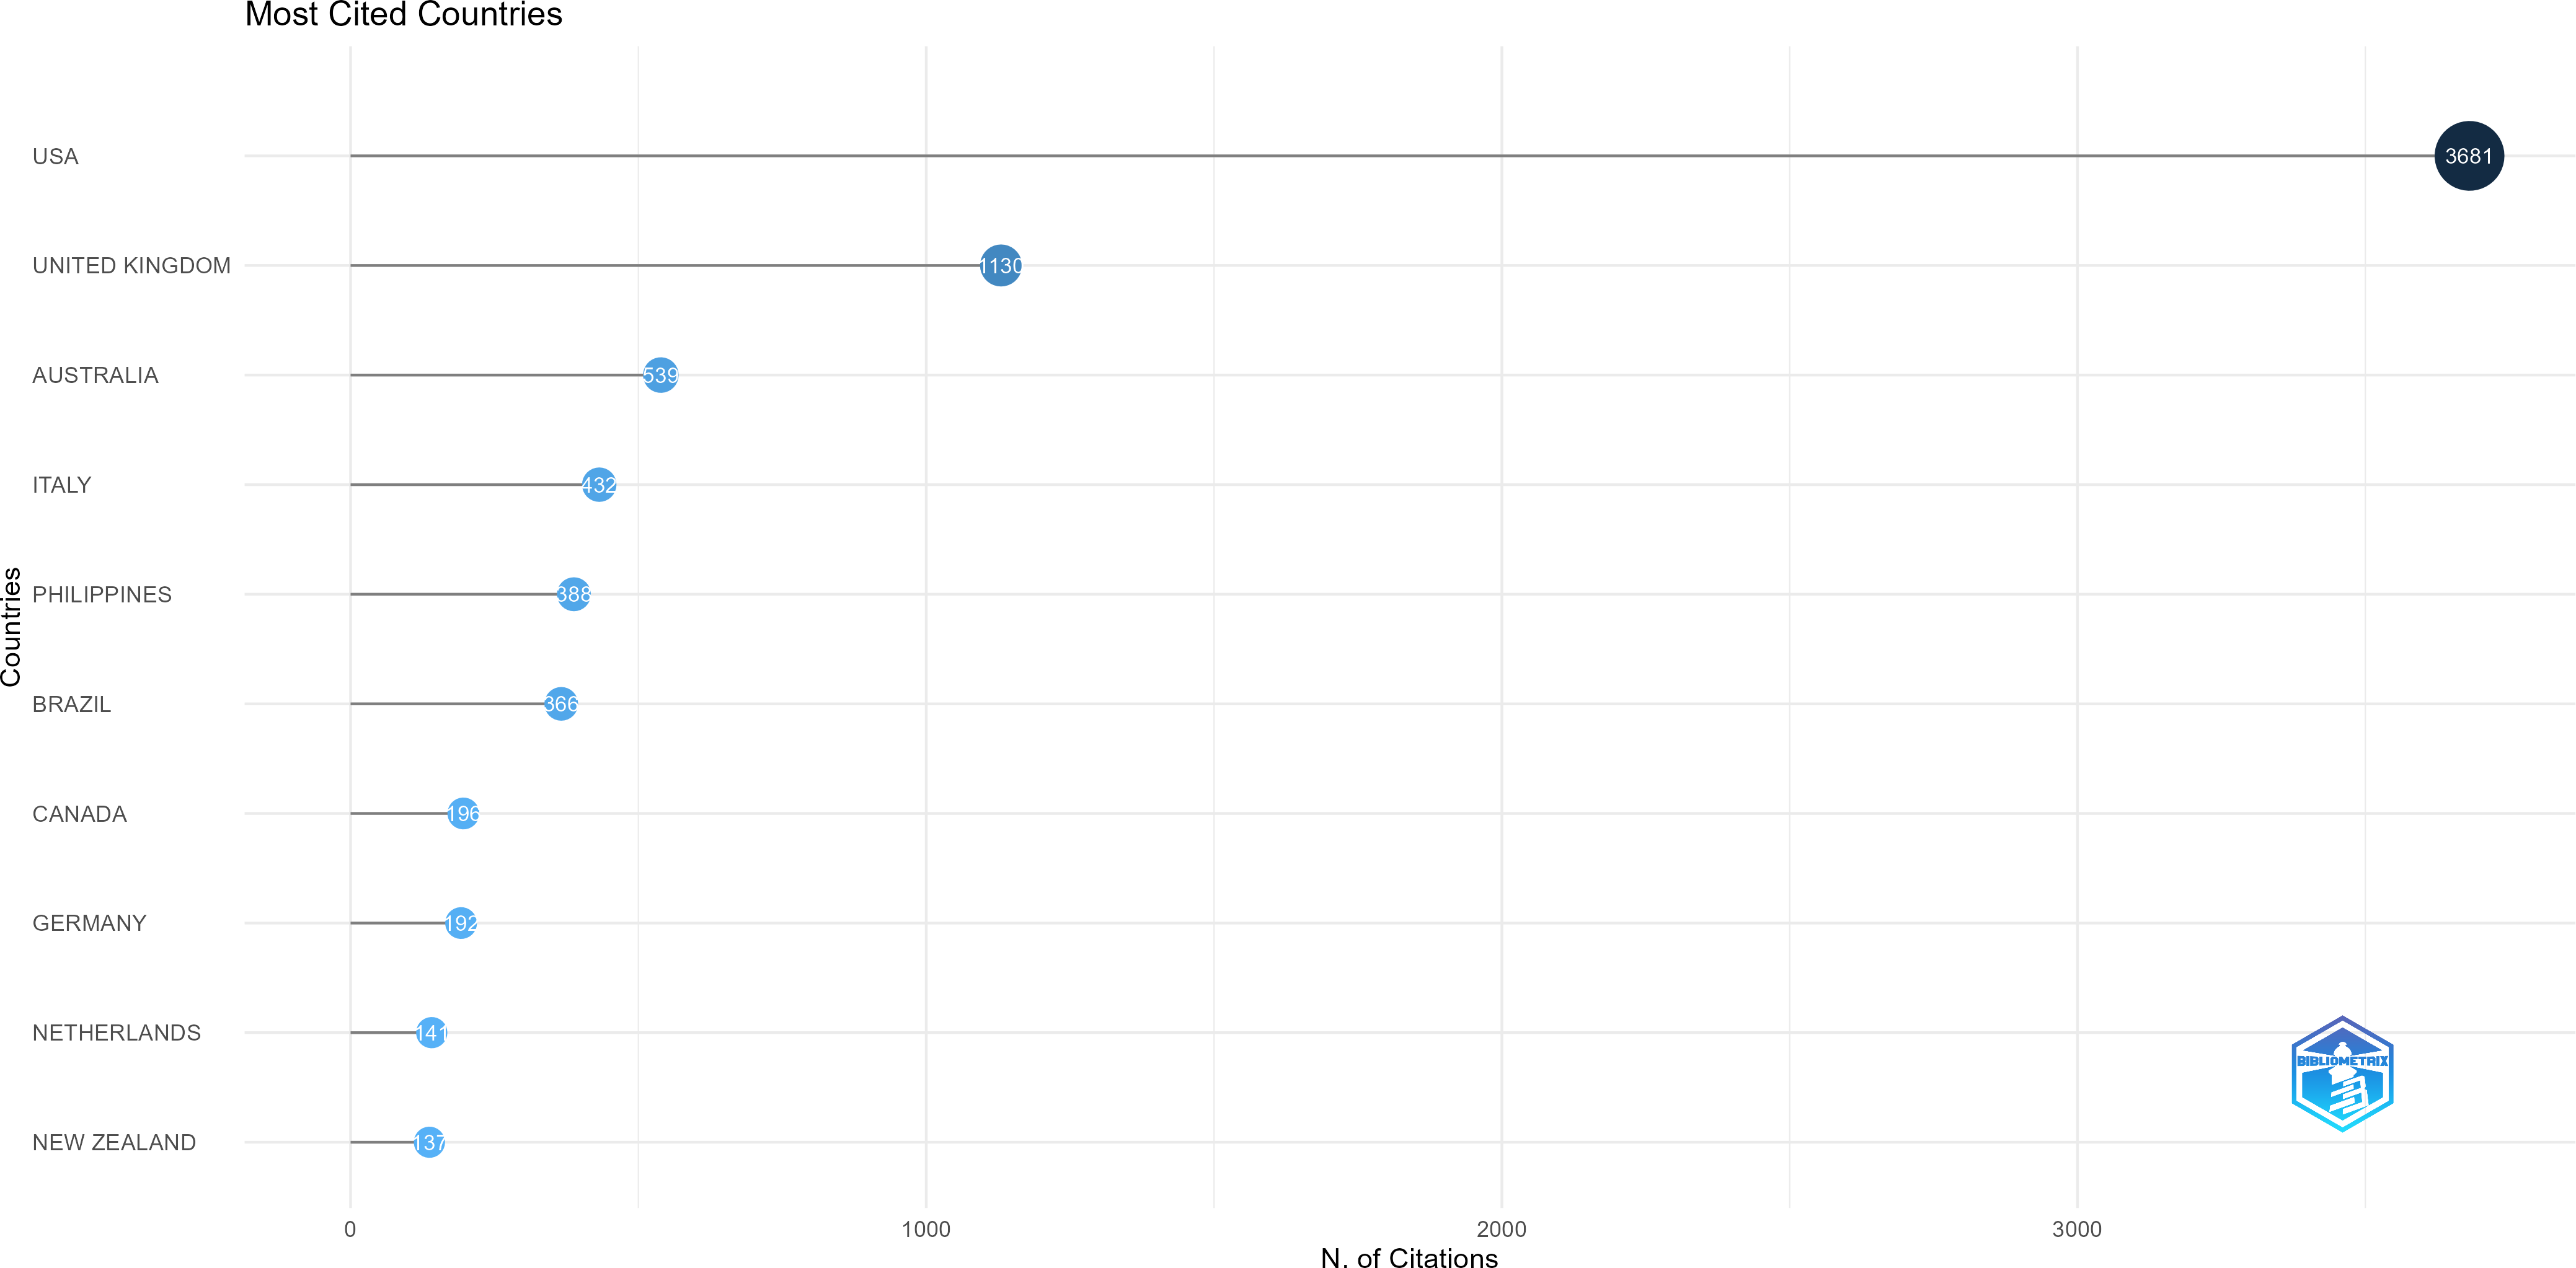 Most Cited Countries
USA
3681
UNITED KINGDOM
1130
AUSTRALIA
539
ITALY
432
PHILIPPINES
388
BRAZIL
366
CANADA
196
GERMANY
192
NETHERLANDS
141
NEW ZEALAND
137
Countries
BIBLIOMETRIX
0 1000 2000 3000
N. of Citations